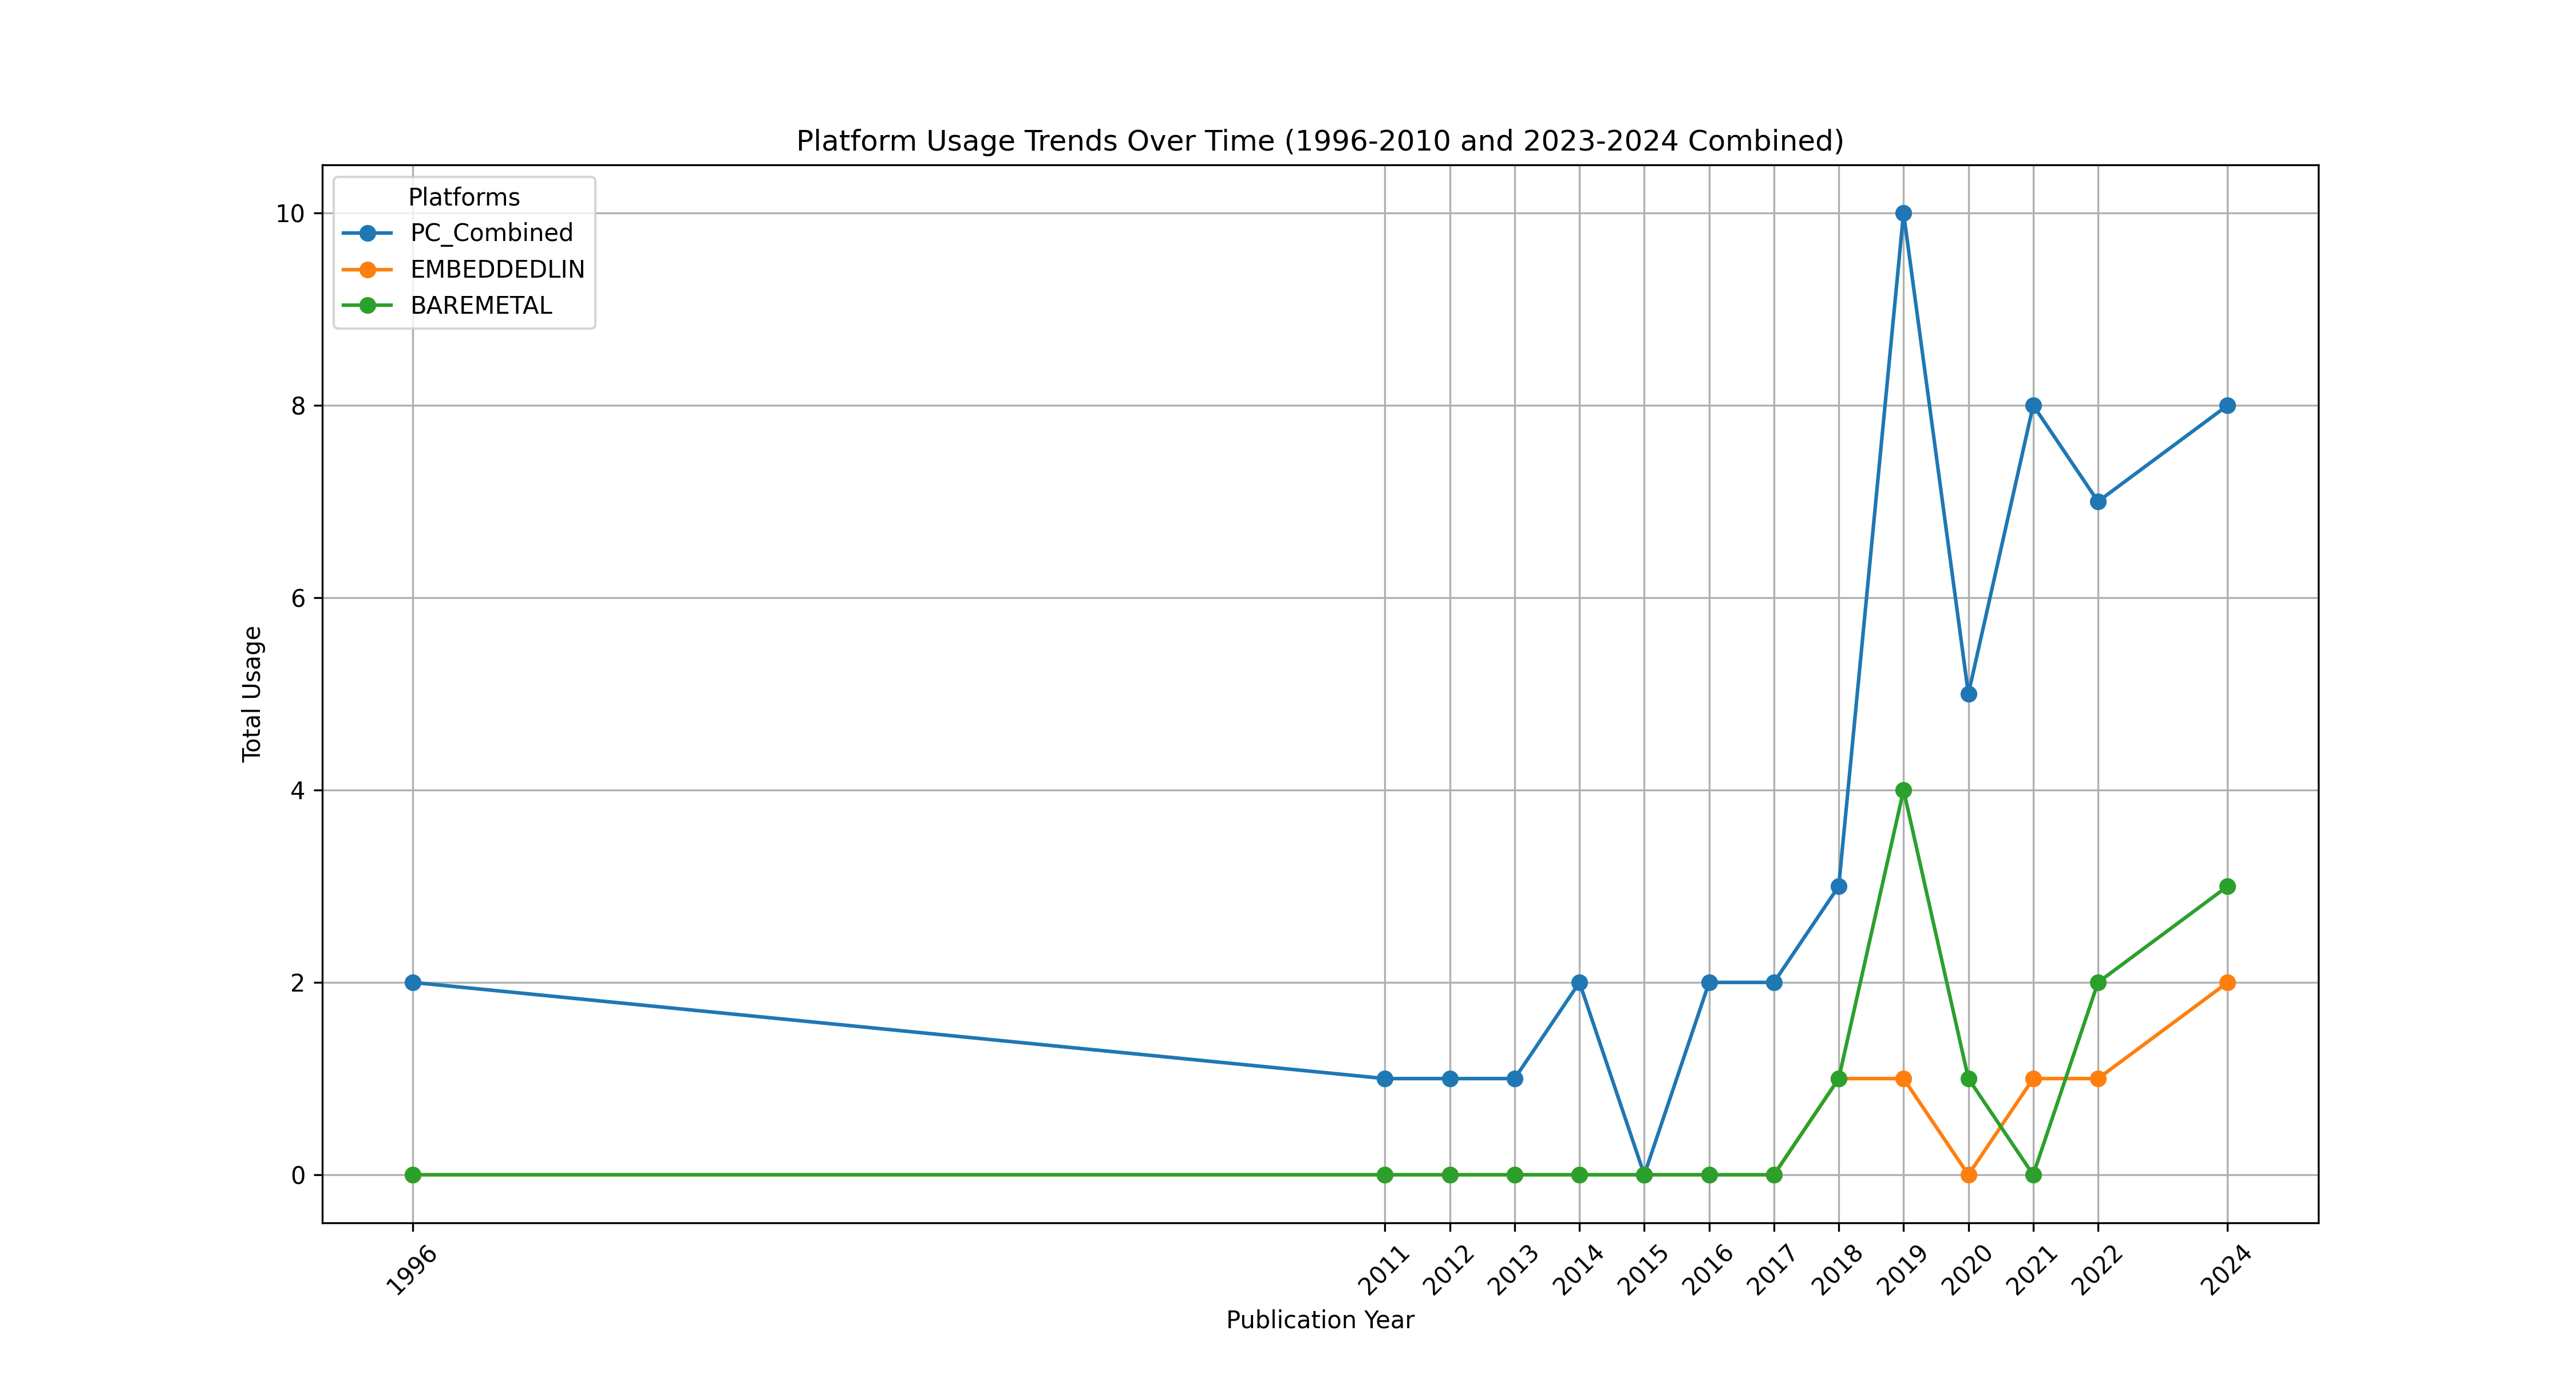 Platform Usage Trends Over Time (1996-2010 and 2023-2024 Combined)
Platforms
PC_Combined
EMBEDDEDLIN
BAREMETAL
Total Usage
10
8
6
4
2
0
1996
2011
2012
2013
2014
2015
2016
2017
2018
2019
2020
2021
2022
2024
Publication Year